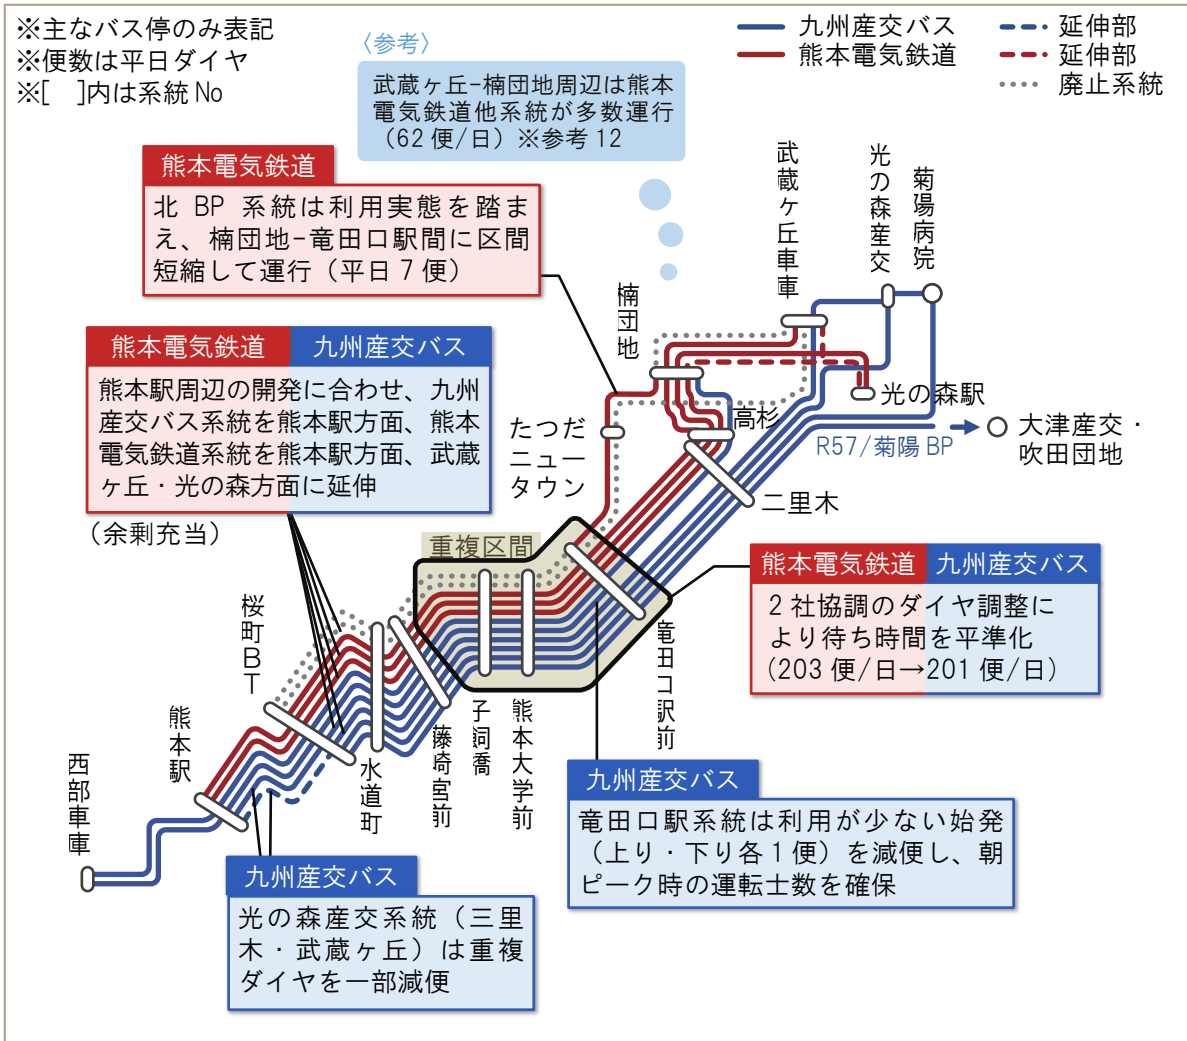 ※主なバス停のみ表記
※便数は平日ダイヤ
※[　]内は系統No
〈参考〉
武蔵ヶ丘-楠団地周辺は熊本
電気鉄道他系統が多数運行
（62便/日）※参考12
九州産交バス
熊本電気鉄道
延伸部
延伸部
廃止系統
熊本電気鉄道
北 BP 系統は利用実態を踏ま
え、楠団地-竜田口駅間に区間
短縮して運行（平日７便）
熊本電気鉄道
九州産交バス
熊本駅周辺の開発に合わせ、九州
産交バス系統を熊本駅方面、熊本
電気鉄道系統を熊本駅方面、武蔵
ヶ丘・光の森方面に延伸
（余剰充当）
武蔵ヶ丘車庫
光の森産交
菊陽病院
楠団地
光の森駅
高杉
たつだ
ニュー
タウン
R57/菊陽 BP
大津産交・
吹田団地
二里木
重複区間
熊本電気鉄道
九州産交バス
２社協調のダイヤ調整に
より待ち時間を平準化
(203 便/日→201 便/日）
桜町BT
熊本駅
西部車庫
水道町
藤崎宮前
子飼橋
熊本大学前
竜田口駅前
九州産交バス
竜田口駅系統は利用が少ない始発
（上り・下り各１便）を減便し、朝
ピーク時の運転士数を確保
九州産交バス
光の森産交系統（三里
木・武蔵ヶ丘）は重複
ダイヤを一部減便